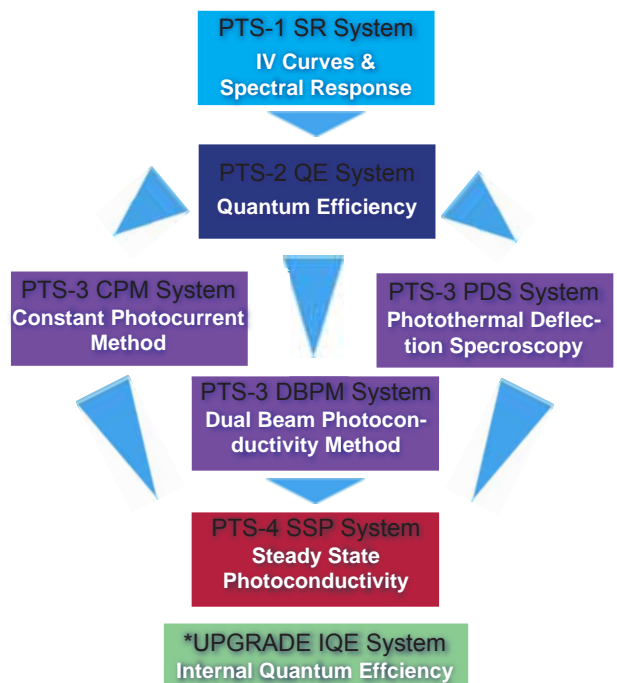 PTS-1 SR System
IV Curves &
Spectral Response
PTS-2 QE System
Quantum Efficiency
PTS-3 CPM System
Constant Photocurrent
Method
PTS-3 PDS System
Photothermal Deflec-
tion Specroscopy
PTS-3 DBPM System
Dual Beam Photocon-
ductivity Method
PTS-4 SSP System
Steady State
Photoconductivity
*UPGRADE IQE System
Internal Quantum Effciency